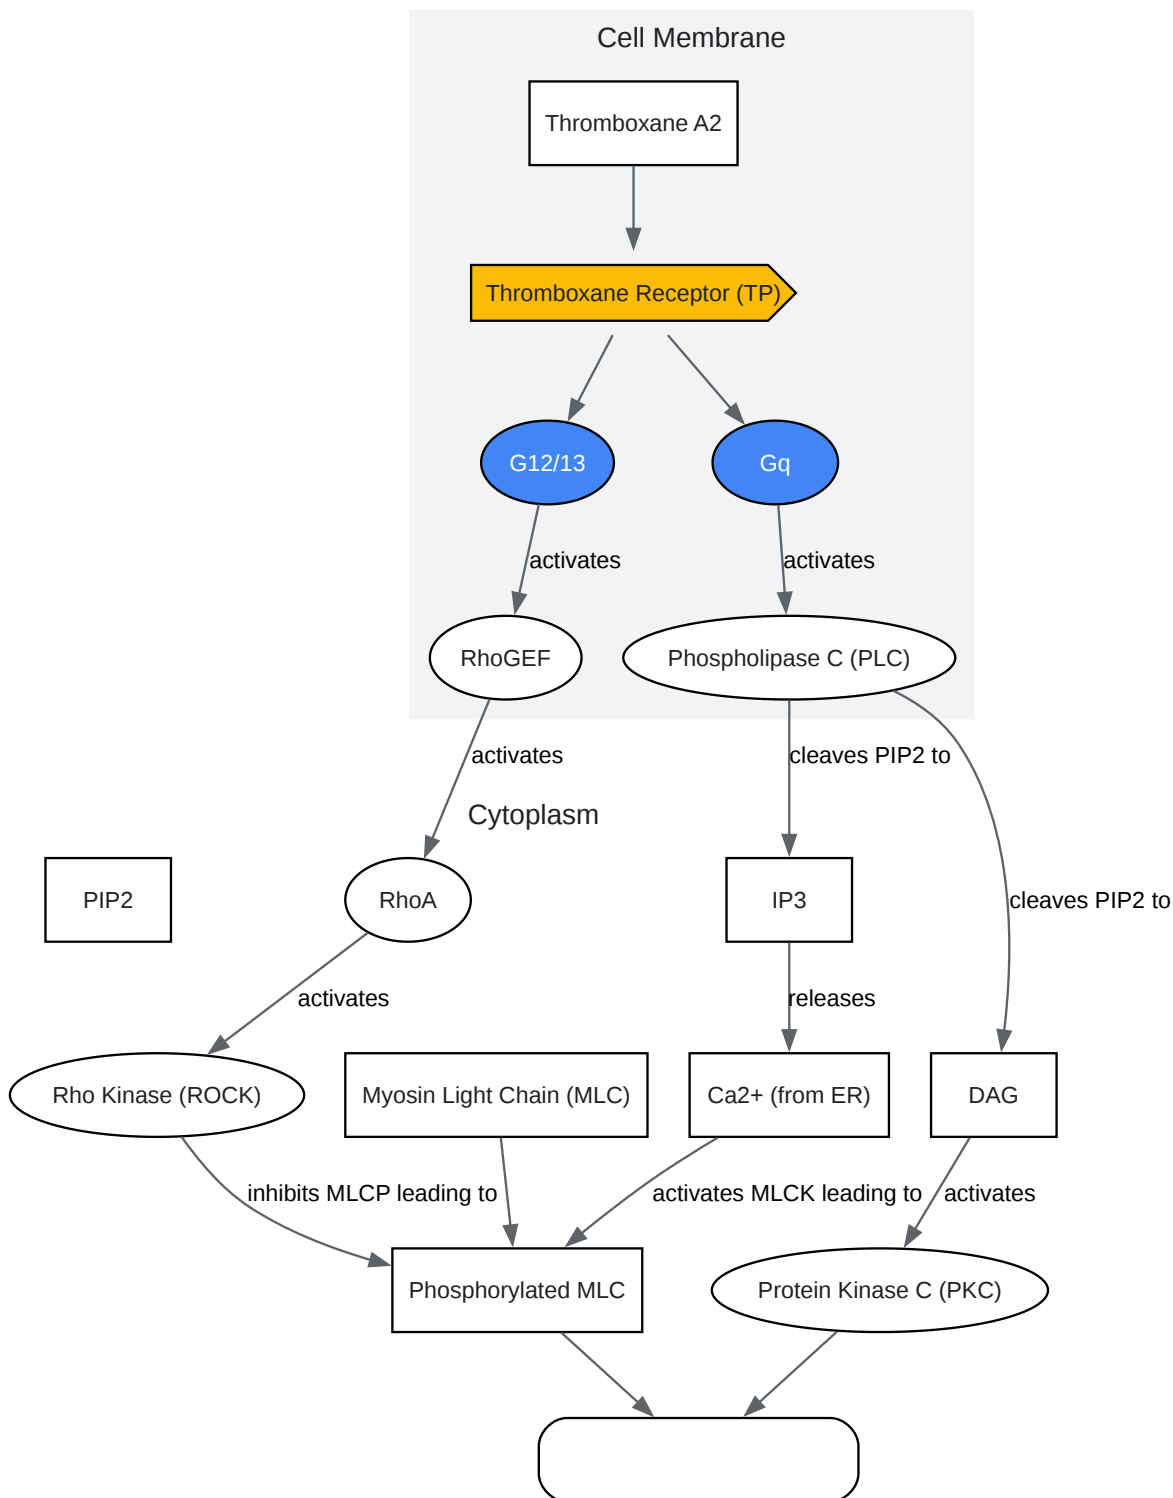 Cell Membrane
Thromboxane A2
Thromboxane Receptor (TP)
G12/13
Gq
activates
activates
RhoGEF
Phospholipase C (PLC)
activates
cleaves PIP2 to
Cytoplasm
PIP2
RhoA
IP3
cleaves PIP2 to
activates
releases
Rho Kinase (ROCK)
Myosin Light Chain (MLC)
Ca2+ (from ER)
DAG
inhibits MLCP leading to
activates MLCK leading to
activates
Phosphorylated MLC
Protein Kinase C (PKC)